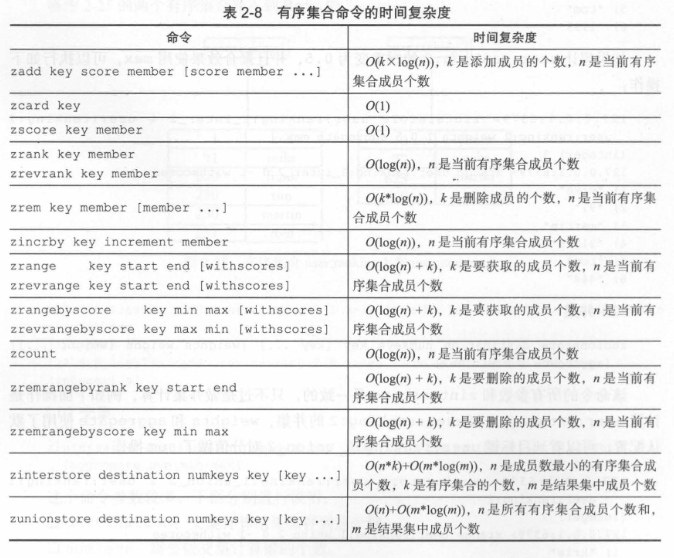 表 2-8 有序集合命令的时间复杂度
命令 时间复杂度
zadd key score member [score member ...] O(k×log(n))，k 是添加成员的个数，n 是当前有序
集合成员个数
zcard key O(1)
zscore key member O(1)
zrank key member
zrevrank key member
O(log(n))，n 是当前有序集合成员个数
zrem key member [member ...] O(k*log(n))，k 是删除成员的个数，n 是当前有序集
合成员个数
zincrby key increment member O(log(n))，n 是当前有序集合成员个数
zrange key start end [withscores]
zrevrange key start end [withscores]
O(log(n) + k)，k 是要获取的成员个数，n 是当前有
序集合成员个数
zrangebyscore key min max [withscores]
zrevrangebyscore key max min [withscores]
O(log(n) + k)，k 是要获取的成员个数，n 是当前有
序集合成员个数
zcount O(log(n))，n 是当前有序集合成员个数
zremrangebyrank key start end O(log(n) + k)，k 是要删除的成员个数，n 是当前有
序集合成员个数
zremrangebyscore key min max O(log(n) + k)，k 是要删除的成员个数，n 是当前有
序集合成员个数
zinterstore destination numkeys key [key ...] O(n*k)+O(m*log(m))，n 是成员数最小的有序集合成
员个数，k 是有序集合的个数，m 是结果集中成员个数
zunionstore destination numkeys key [key ...] O(n)+O(m*log(m))，n 是所有有序集合成员个数和，
m 是结果集中成员个数